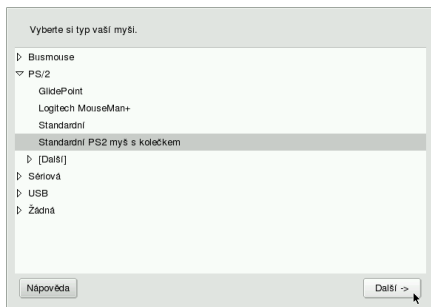 Vyberte si typ vaší myši.
Busmouse
PS/2
GlidePoint
Logitech MouseMan+
Standardní
Standardní PS2 myš s kolečkem
[Další]
Sériová
USB
Žádná
Nápověda
Další ->